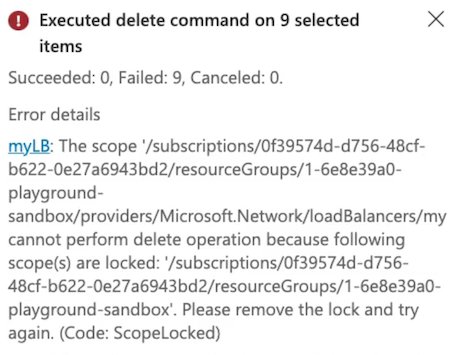 Executed delete command on 9 selected
items
Succeeded: 0, Failed: 9, Canceled: 0.
Error details
myLB: The scope '/subscriptions/0f39574d-d756-48cf-
b622-0e27a6943bd2/resourceGroups/1-6e8e39a0-
playground-
sandbox/providers/Microsoft.Network/loadBalancers/my
cannot perform delete operation because following
scope(s) are locked: '/subscriptions/0f39574d-d756-
48cf-b622-0e27a6943bd2/resourceGroups/1-6e8e39a0-
playground-sandbox'. Please remove the lock and try
again. (Code: ScopeLocked)